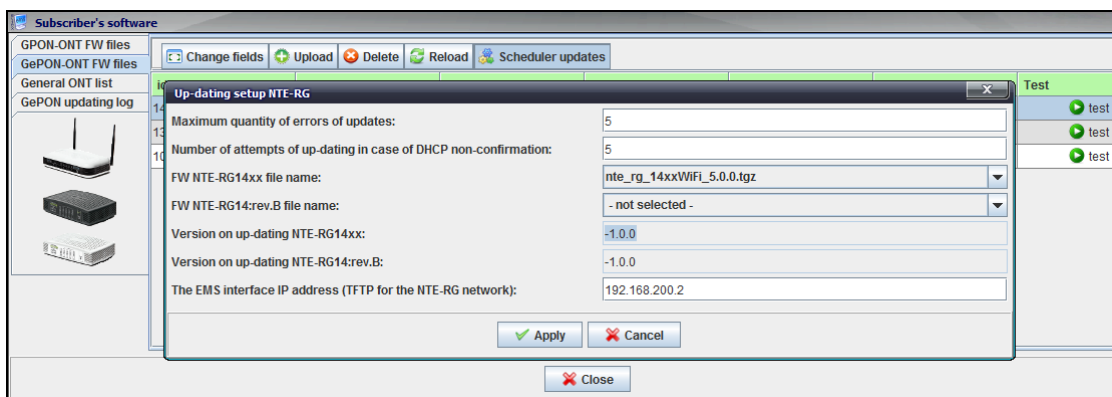 Subscriber's software
GPON-ONT FW files
GePON-ONT FW files
General ONT list
GePON updating log
Change fields Upload Delete Reload Scheduler updates
Test
test
test
test
Up-dating setup NTE-RG
Maximum quantity of errors of updates: 5
Number of attempts of up-dating in case of DHCP non-confirmation: 5
FW NTE-RG14xx file name: nte_rg_14xxWiFi_5.0.0.tgz
FW NTE-RG14:rev.B file name: - not selected -
Version on up-dating NTE-RG14xx: -1.0.0
Version on up-dating NTE-RG14:rev.B: -1.0.0
The EMS interface IP address (TFTP for the NTE-RG network): 192.168.200.2
Apply Cancel
Close